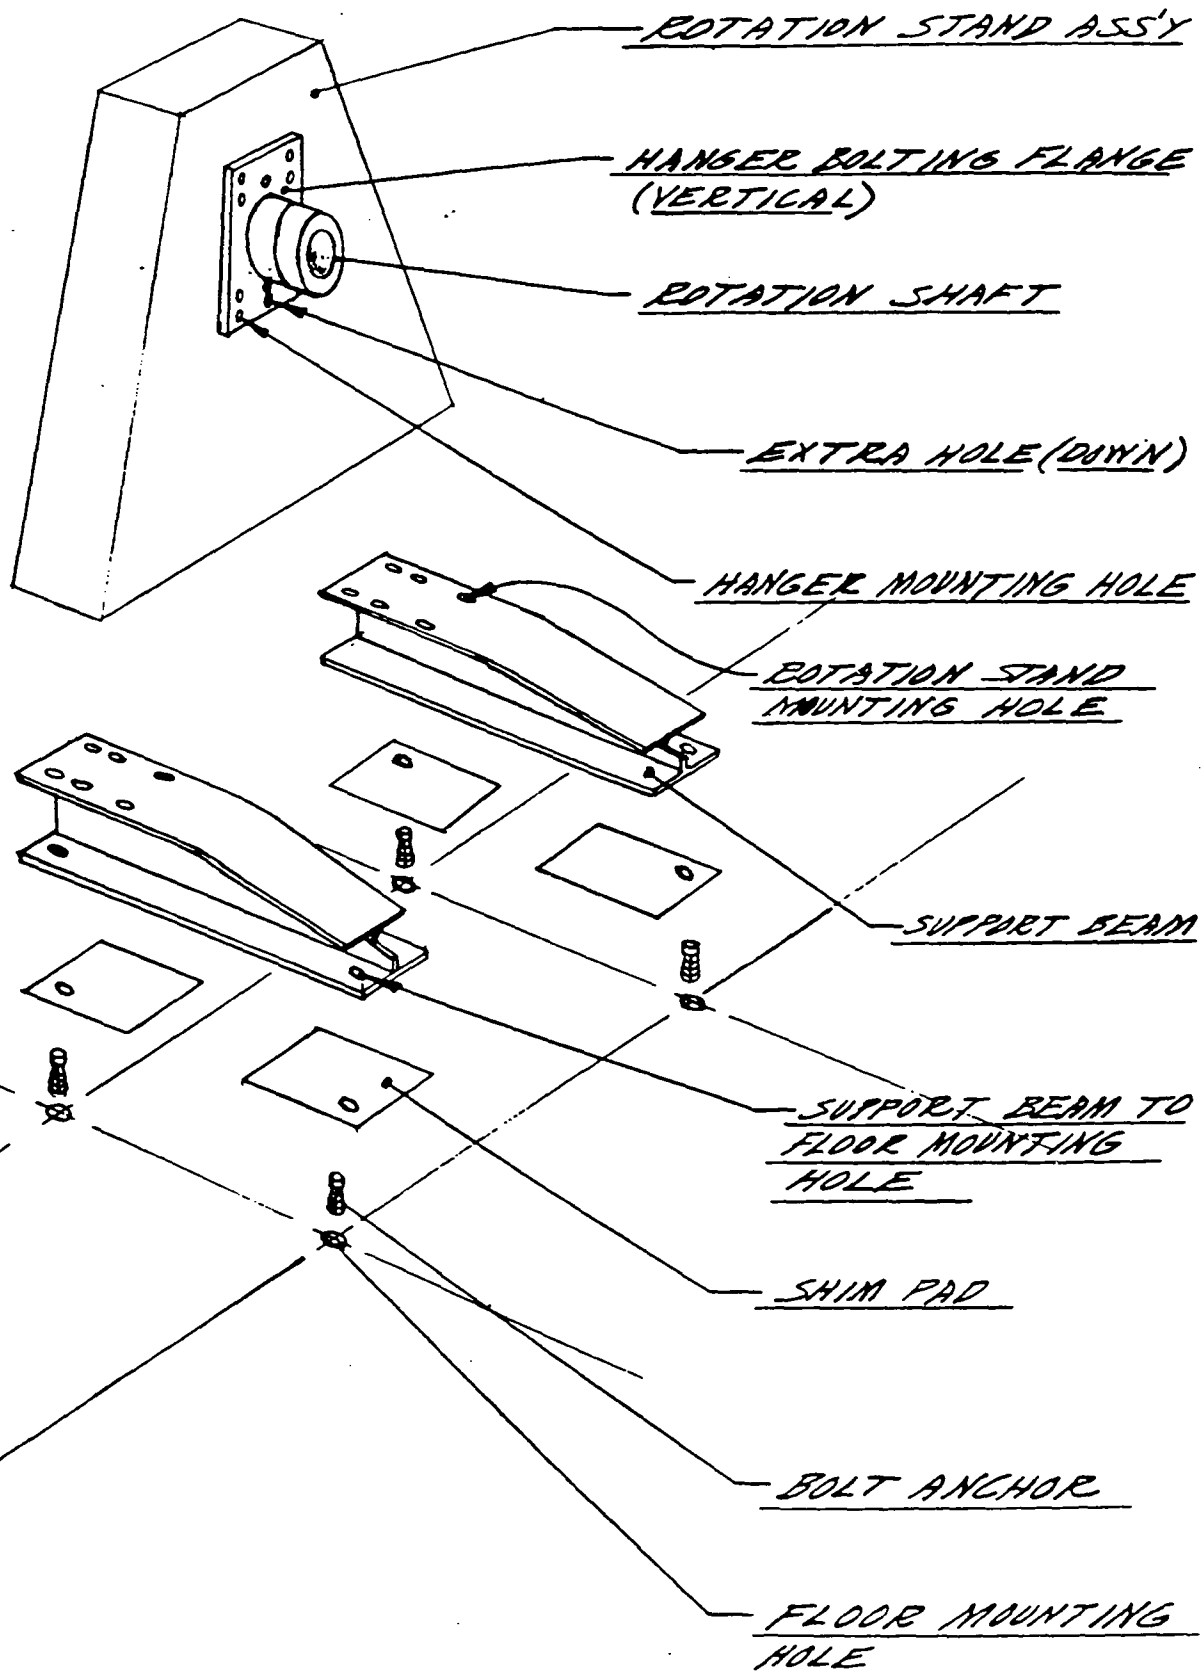 ROTATION STAND ASS'Y
HANGER BOLTING FLANGE
(VERTICAL)
ROTATION SHAFT
EXTRA HOLE (DOWN)
HANGER MOUNTING HOLE
ROTATION STAND
MOUNTING HOLE
SUPPORT BEAM
SUPPORT BEAM TO
FLOOR MOUNTING
HOLE
SHIM PAD
BOLT ANCHOR
FLOOR MOUNTING
HOLE